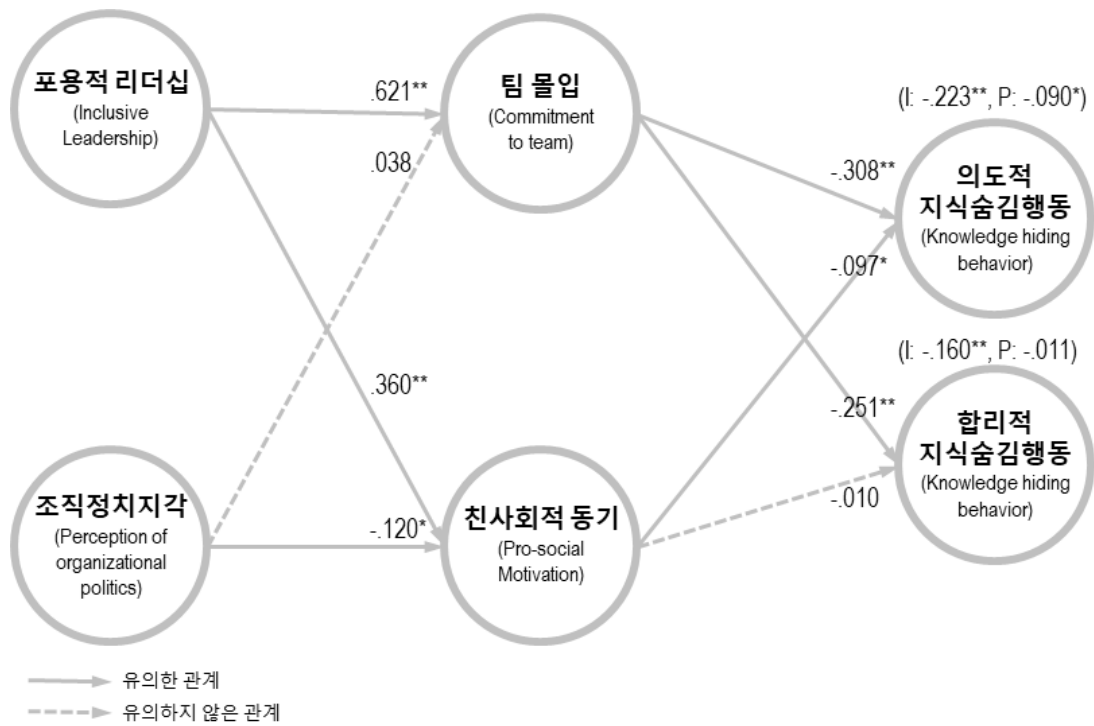 포용적 리더십
(Inclusive
Leadership)
.621**
.038
팀 몰입
(Commitment
to team)
(I: -.223**, P: -.090*)
-.308**
의도적
지식숨김행동
(Knowledge hiding
behavior)
-.097*
(I: -.160**, P: -.011)
.360**
-.251**
합리적
지식숨김행동
(Knowledge hiding
behavior)
조직정치지각
(Perception of
organizational
politics)
-.120*
친사회적 동기
(Pro-social
Motivation)
-.010
유의한 관계
유의하지 않은 관계